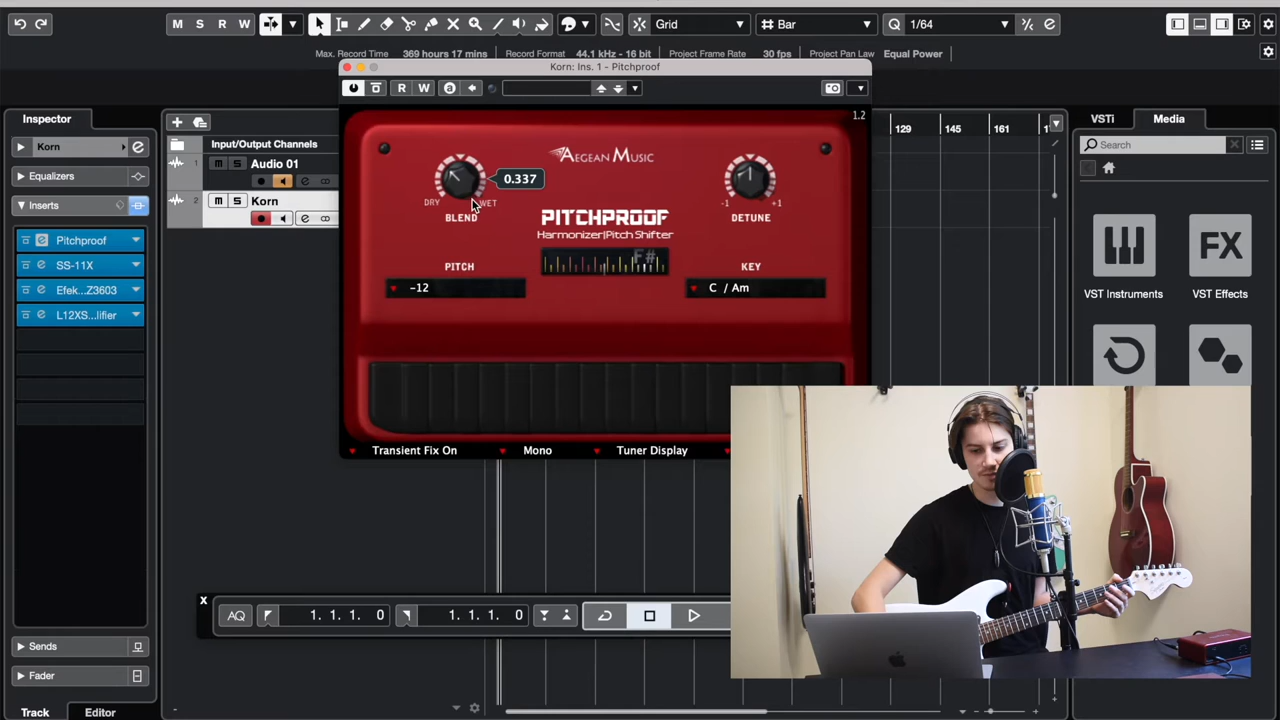 M S R W
Grid
Bar
Q 1/64
Max. Record Time 369 hours 17 mins Record Format 44.1 kHz - 16 bit Project Frame Rate 30 fps Project Pan Law Equal Power
Korn: Ins. 1 - Pitchproof
R W a
1.2
Inspector
Korn
Equalizers
Inserts
Pitchproof
SS-11X
Efek...Z3603
L12XS...lifier
Sends
Fader
Track Editor
Input/Output Channels
1 M S Audio 01
2 M S Korn
AEGEAN MUSIC
0.337
DRY WET
BLEND
PITCHPROOF
Harmonizer|Pitch Shifter
-1 +1
DETUNE
F#
PITCH
-12
KEY
C / Am
Transient Fix On
Mono
Tuner Display
129 145 161
VSTi Media
Search
VST Instruments
FX
VST Effects
X
AQ
1. 1. 1. 0
1. 1. 1. 0